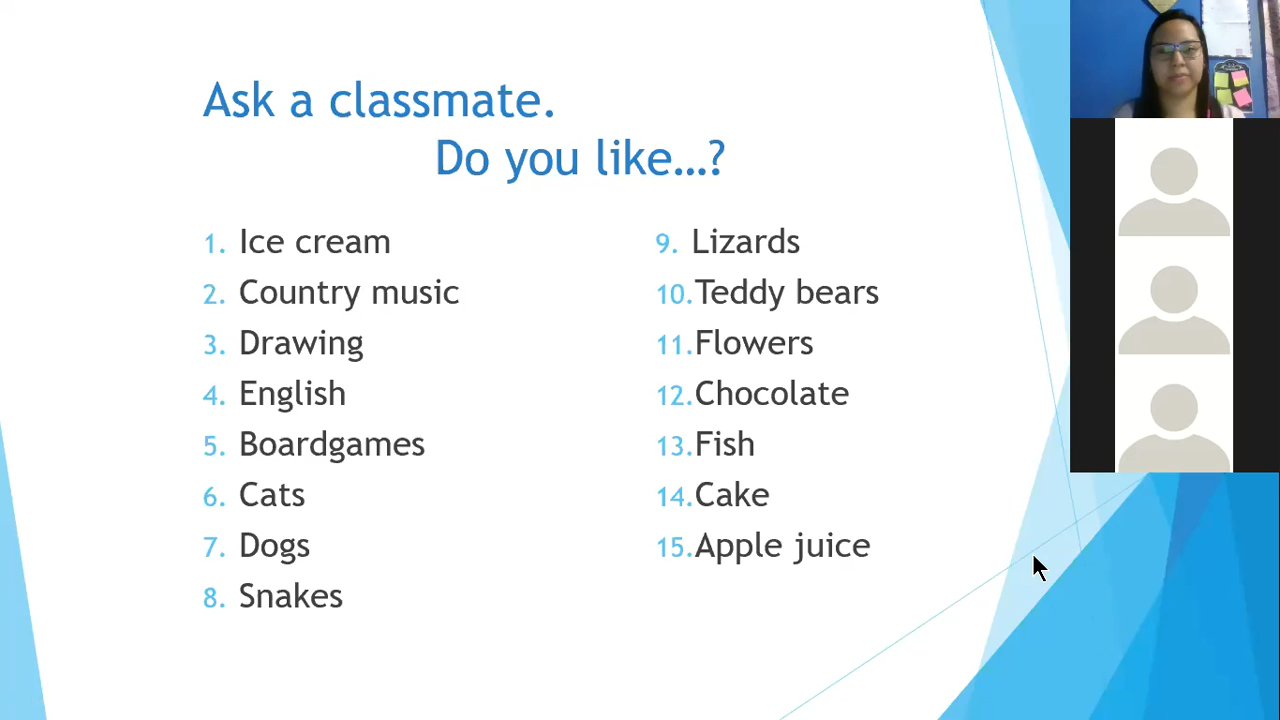 Ask a classmate.
Do you like...?
1. Ice cream
2. Country music
3. Drawing
4. English
5. Boardgames
6. Cats
7. Dogs
8. Snakes
9. Lizards
10. Teddy bears
11. Flowers
12. Chocolate
13. Fish
14. Cake
15. Apple juice